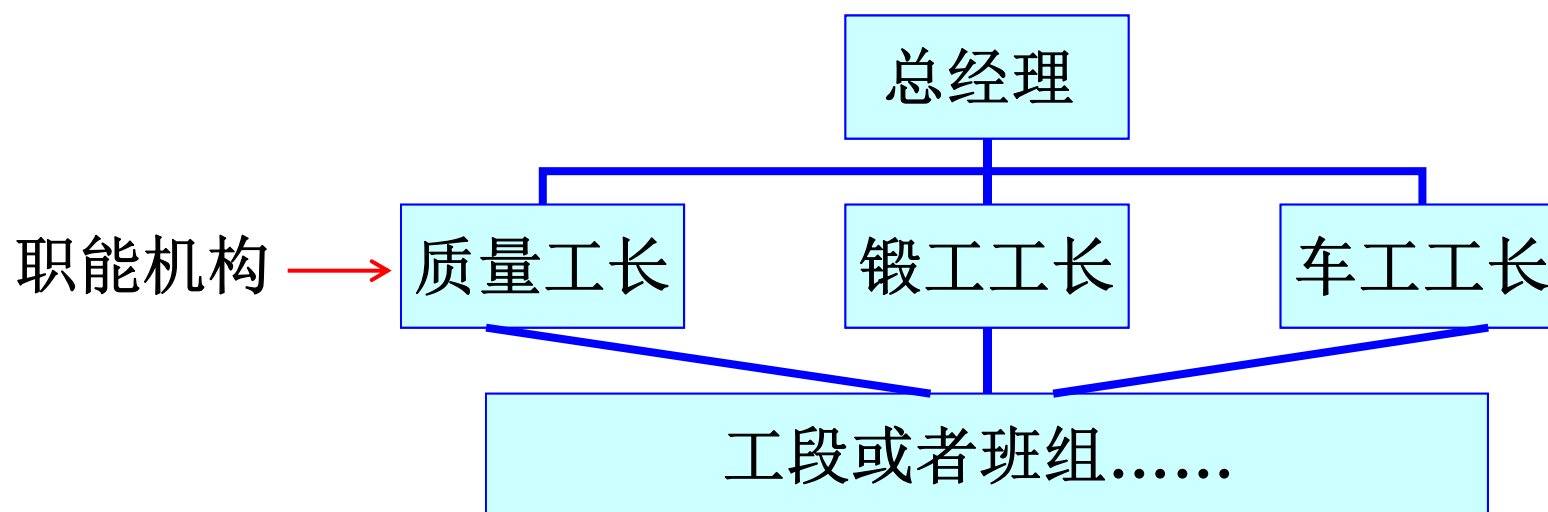 总经理
职能机构
质量工长
锻工工长
车工工长
工段或者班组……